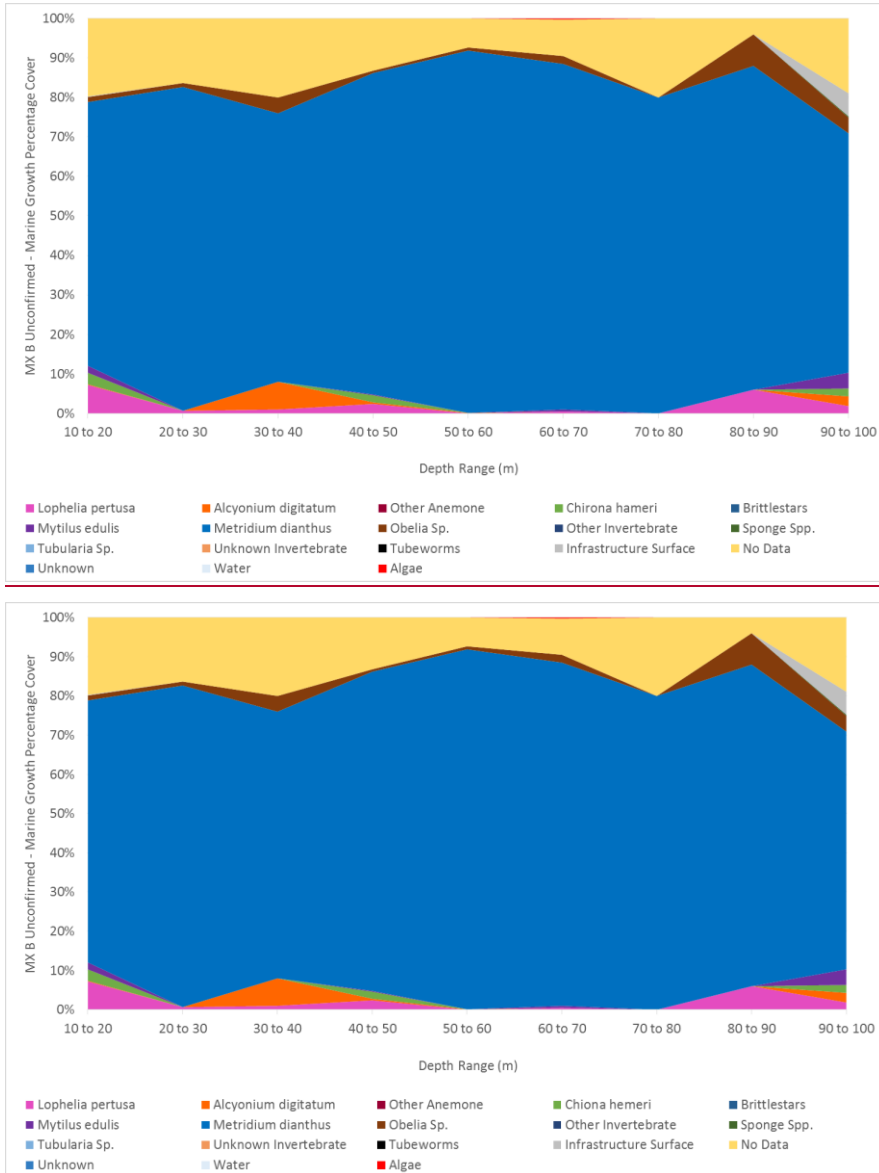 100%
90%
80%
70%
60%
50%
40%
30%
20%
10%
0%
MX B Unconfirmed - Marine Growth Percentage Cover
10 to 20 20 to 30 30 to 40 40 to 50 50 to 60 60 to 70 70 to 80 80 to 90 90 to 100
Depth Range (m)
Lophelia pertusa Alcyonium digitatum Other Anemone Chirona hameri Brittlestars
Mytilus edulis Metridium dianthus Obelia Sp. Other Invertebrate Sponge Spp.
Tubularia Sp. Unknown Invertebrate Tubeworms Infrastructure Surface No Data
Unknown Water Algae
100%
90%
80%
70%
60%
50%
40%
30%
20%
10%
0%
MX B Unconfirmed - Marine Growth Percentage Cover
10 to 20 20 to 30 30 to 40 40 to 50 50 to 60 60 to 70 70 to 80 80 to 90 90 to 100
Depth Range (m)
Lophelia pertusa Alcyonium digitatum Other Anemone Chiona hemeri Brittlestars
Mytilus edulis Metridium dianthus Obelia Sp. Other Invertebrate Sponge Spp.
Tubularia Sp. Unknown Invertebrate Tubeworms Infrastructure Surface No Data
Unknown Water Algae